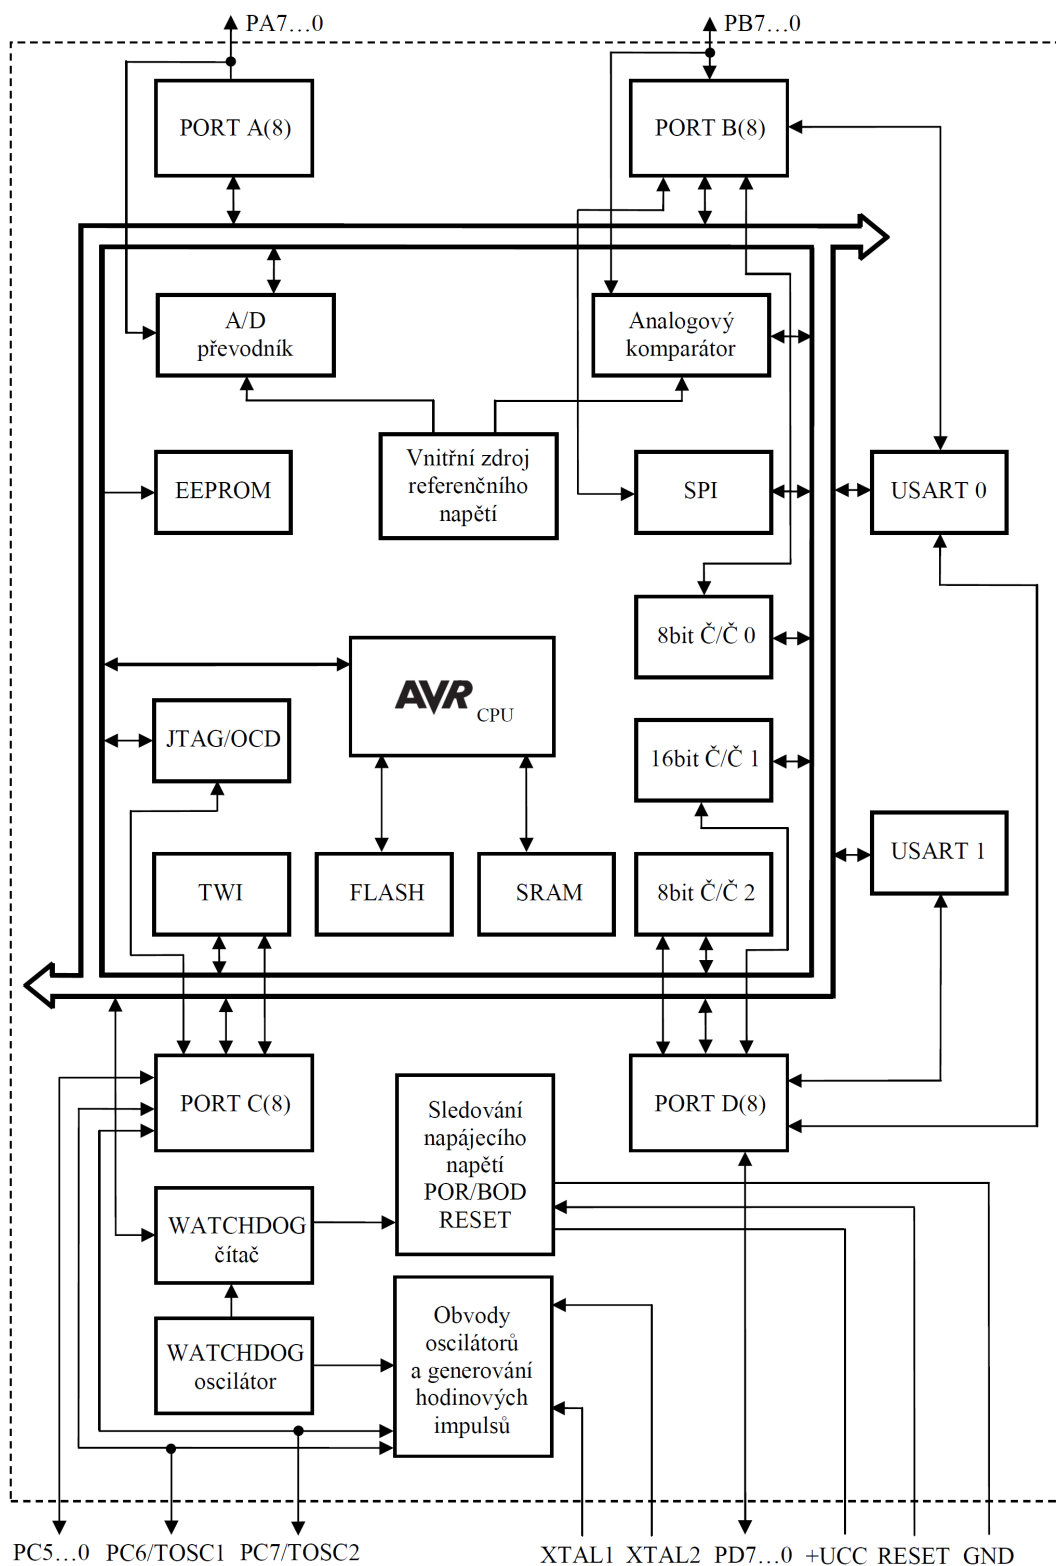 PA7…0
PB7…0
PORT A(8)
PORT B(8)
A/D
převodník
Analogový
komparátor
Vnitřní zdroj
referenčního
napětí
EEPROM
SPI
USART 0
8bit Č/Č 0
AVR CPU
JTAG/OCD
16bit Č/Č 1
USART 1
TWI
FLASH
SRAM
8bit Č/Č 2
PORT C(8)
Sledování
napájecího
napětí
POR/BOD
RESET
PORT D(8)
WATCHDOG
čítač
WATCHDOG
oscilátor
Obvody
oscilátorů
a generování
hodinových
impulsů
PC5…0
PC6/TOSC1
PC7/TOSC2
XTAL1
XTAL2
PD7…0
+UCC
RESET
GND